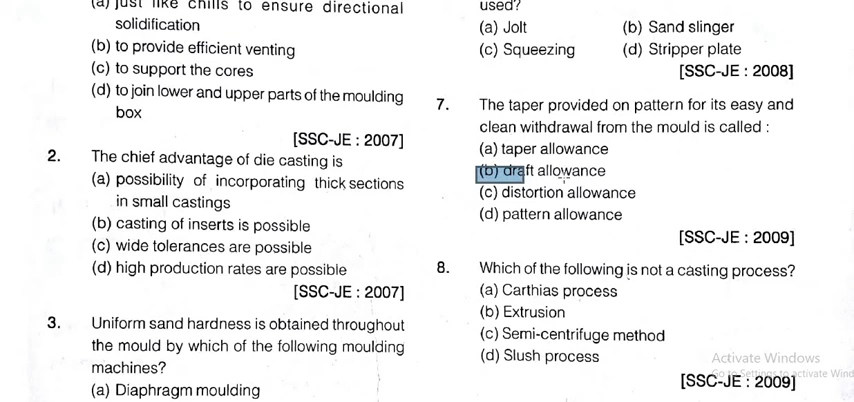 (a) just like chills to ensure directional
solidification
(b) to provide efficient venting
(c) to support the cores
(d) to join lower and upper parts of the moulding
box
[SSC-JE : 2007]
2. The chief advantage of die casting is
(a) possibility of incorporating thick sections
in small castings
(b) casting of inserts is possible
(c) wide tolerances are possible
(d) high production rates are possible
[SSC-JE : 2007]
3. Uniform sand hardness is obtained throughout
the mould by which of the following moulding
machines?
(a) Diaphragm moulding
used?
(a) Jolt (b) Sand slinger
(c) Squeezing (d) Stripper plate
[SSC-JE : 2008]
7. The taper provided on pattern for its easy and
clean withdrawal from the mould is called :
(a) taper allowance
(b) draft allowance
(c) distortion allowance
(d) pattern allowance
[SSC-JE : 2009]
8. Which of the following is not a casting process?
(a) Carthias process
(b) Extrusion
(c) Semi-centrifuge method
(d) Slush process
[SSC-JE : 2009]
Activate Windows
Go to Settings to activate Wind